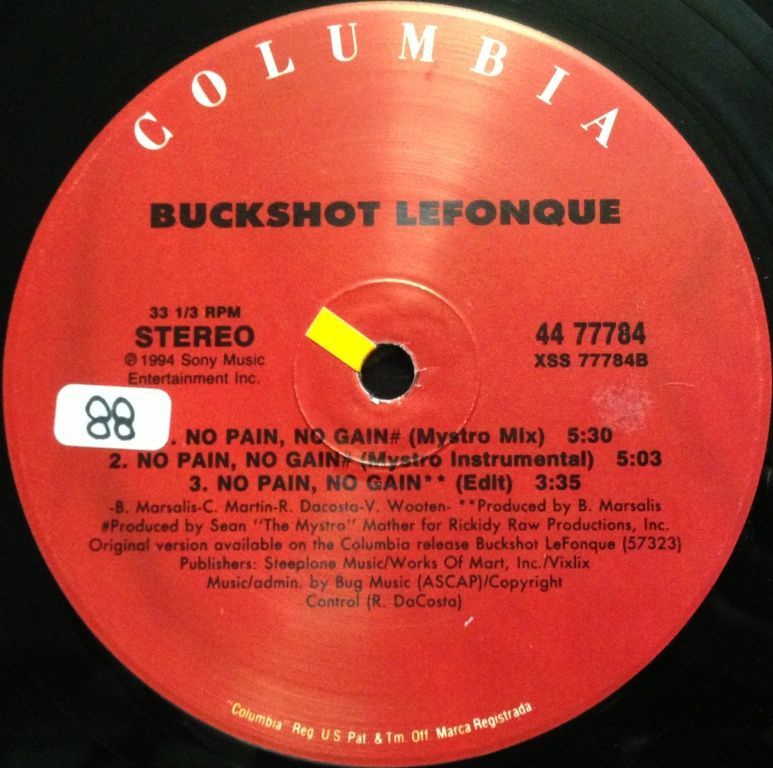 COLUMBIA
BUCKSHOT LEFONQUE
33 1/3 RPM
STEREO
℗ 1994 Sony Music
Entertainment Inc.
44 77784
XSS 77784B
88
. NO PAIN, NO GAIN# (Mystro Mix) 5:30
2. NO PAIN, NO GAIN# (Mystro Instrumental) 5:03
3. NO PAIN, NO GAIN** (Edit) 3:35
-B. Marsalis-C. Martin-R. Dacosta-V. Wooten- **Produced by B. Marsalis
#Produced by Sean "The Mystro" Mather for Rickidy Raw Productions, Inc.
Original version available on the Columbia release Buckshot LeFonque (57323)
Publishers: Steeplone Music/Works Of Mart, Inc./Vixlix
Music/admin. by Bug Music (ASCAP)/Copyright
Control (R. DaCosta)
"Columbia" Reg. U.S. Pat. & Tm. Off. Marca Registrada